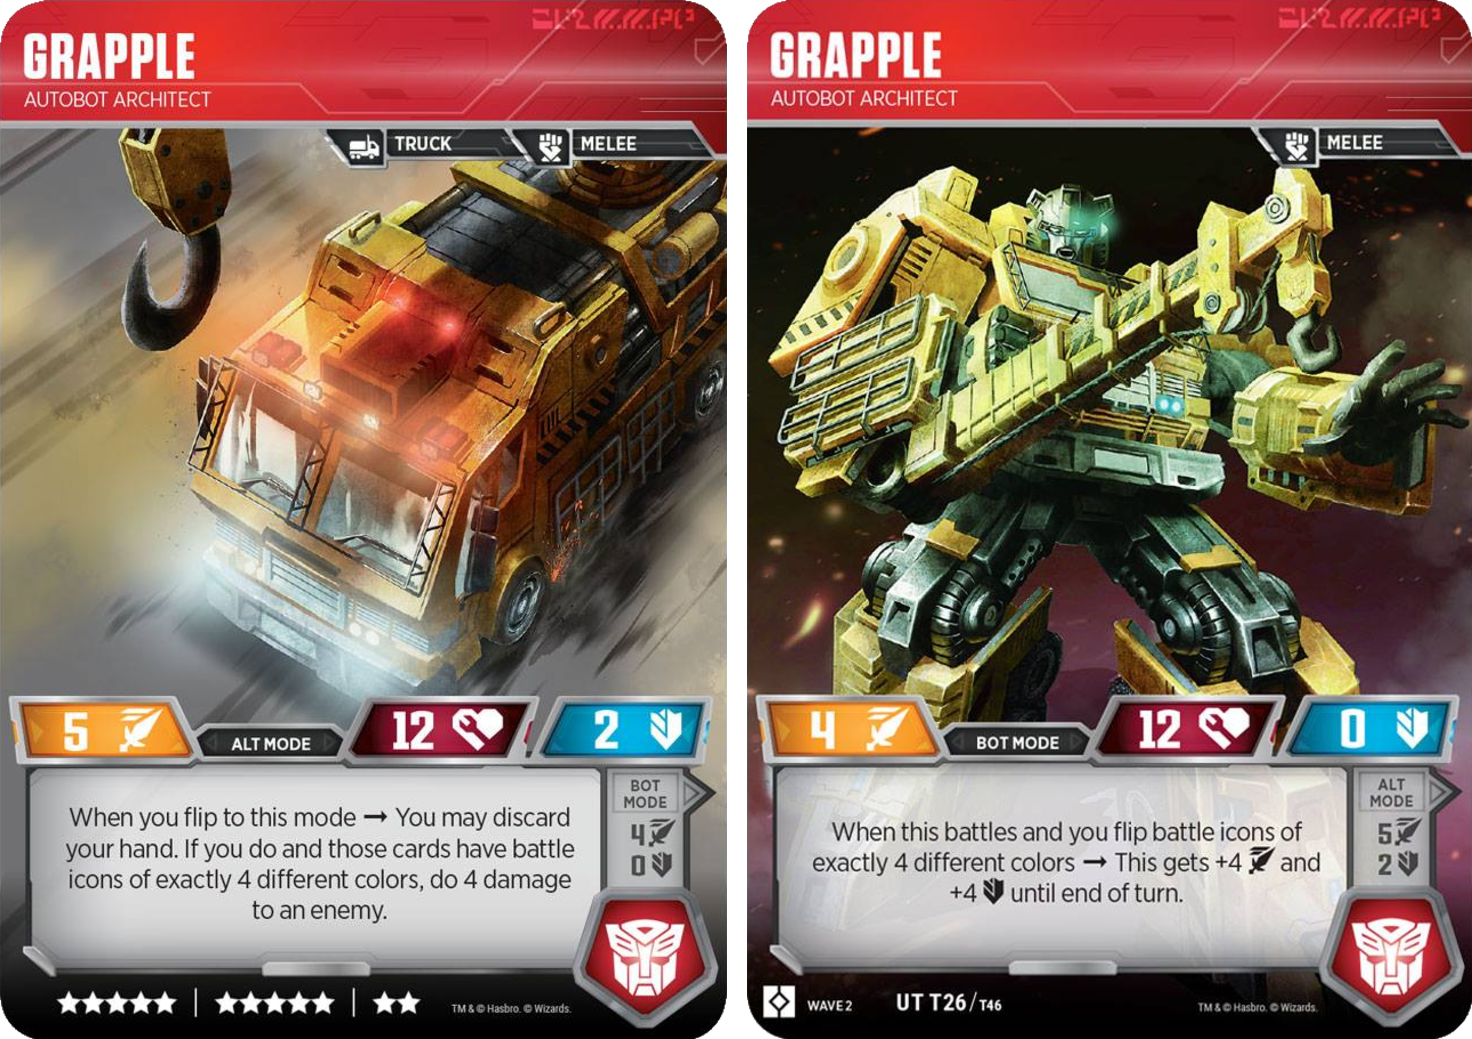 GRAPPLE
AUTOBOT ARCHITECT
TRUCK
MELEE
5
ALT MODE
12
2
BOT
MODE
4
0
When you flip to this mode → You may discard
your hand. If you do and those cards have battle
icons of exactly 4 different colors, do 4 damage
to an enemy.
TM & © Hasbro. © Wizards.
GRAPPLE
AUTOBOT ARCHITECT
MELEE
4
BOT MODE
12
0
ALT
MODE
5
2
When this battles and you flip battle icons of
exactly 4 different colors → This gets +4 and
+4 until end of turn.
WAVE 2
UT T26/T46
TM & © Hasbro. © Wizards.